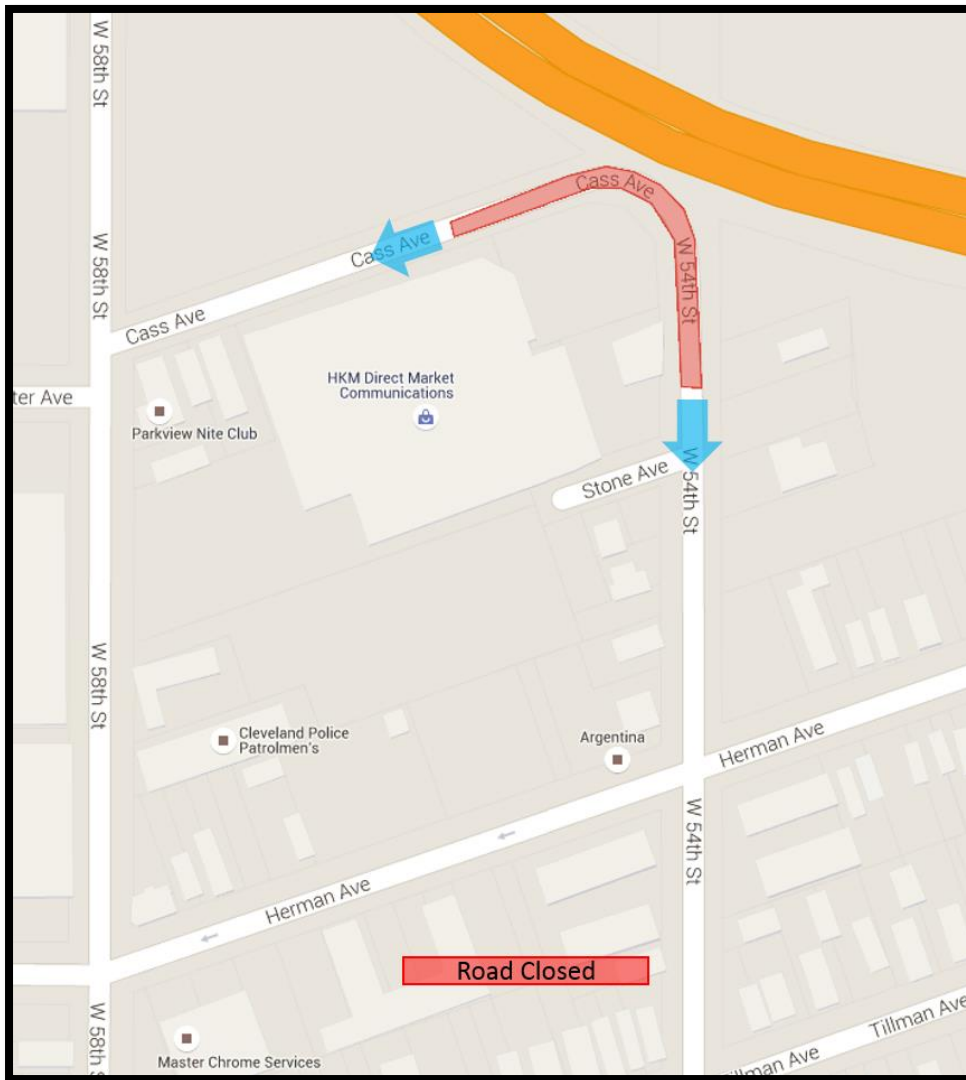 W 58th St
Cass Ave
W 58th St
Cass Ave
W 54th St
Cass Ave
ter Ave
HKM Direct Market
Communications
Parkview Nite Club
Stone Ave
W 54th St
W 58th St
Cleveland Police
Patrolmen's
Argentina
Herman Ave
W 54th St
Herman Ave
Road Closed
W 58th S
Tillman Ave
illman Ave
Master Chrome Services